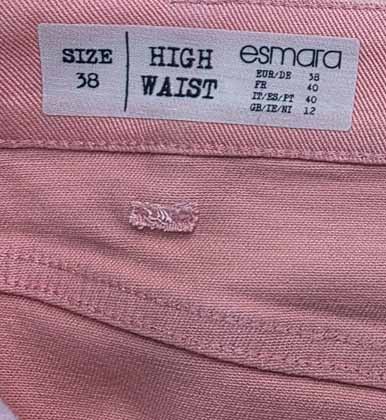 SIZE
38
HIGH
WAIST
esmara
EUR/DE 38
FR 40
IT/ES/PT 40
GB/IE/NI 12